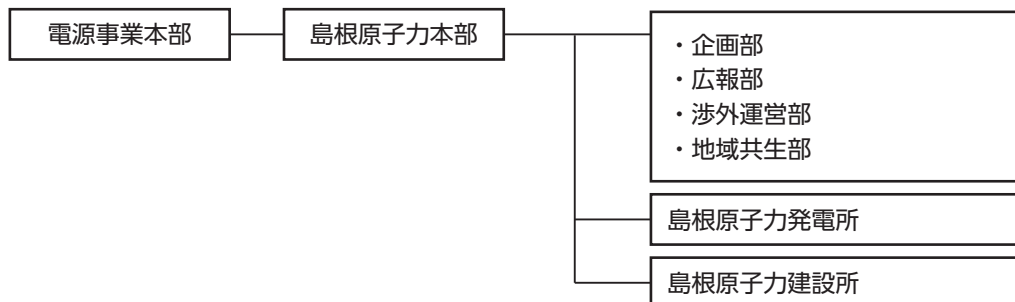 電源事業本部
島根原子力本部
・企画部
・広報部
・渉外運営部
・地域共生部
島根原子力発電所
島根原子力建設所